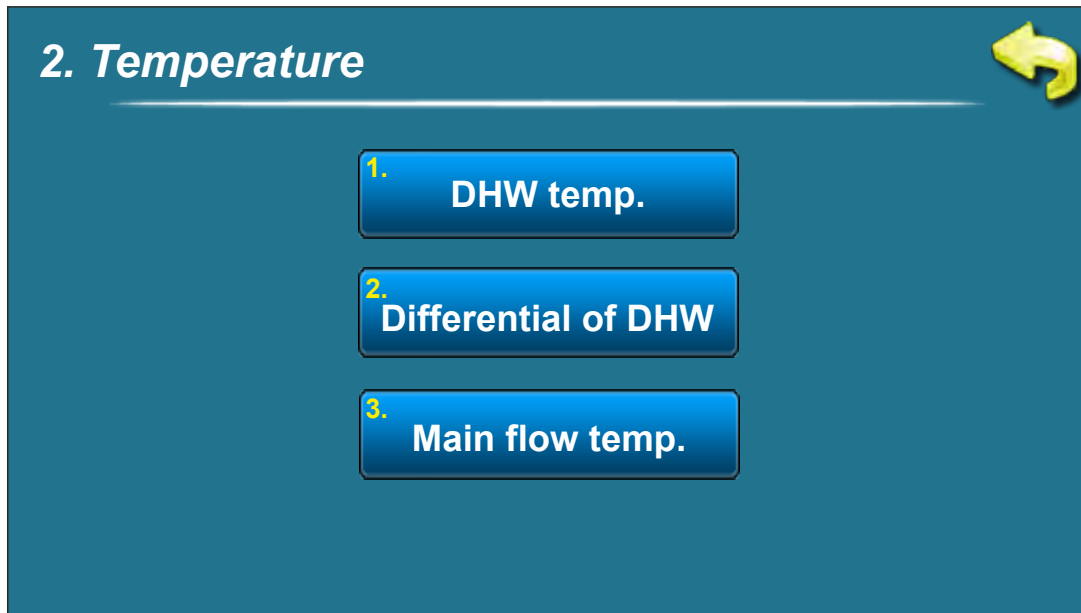 2. Temperature
1.
DHW temp.
2.
Differential of DHW
3.
Main flow temp.